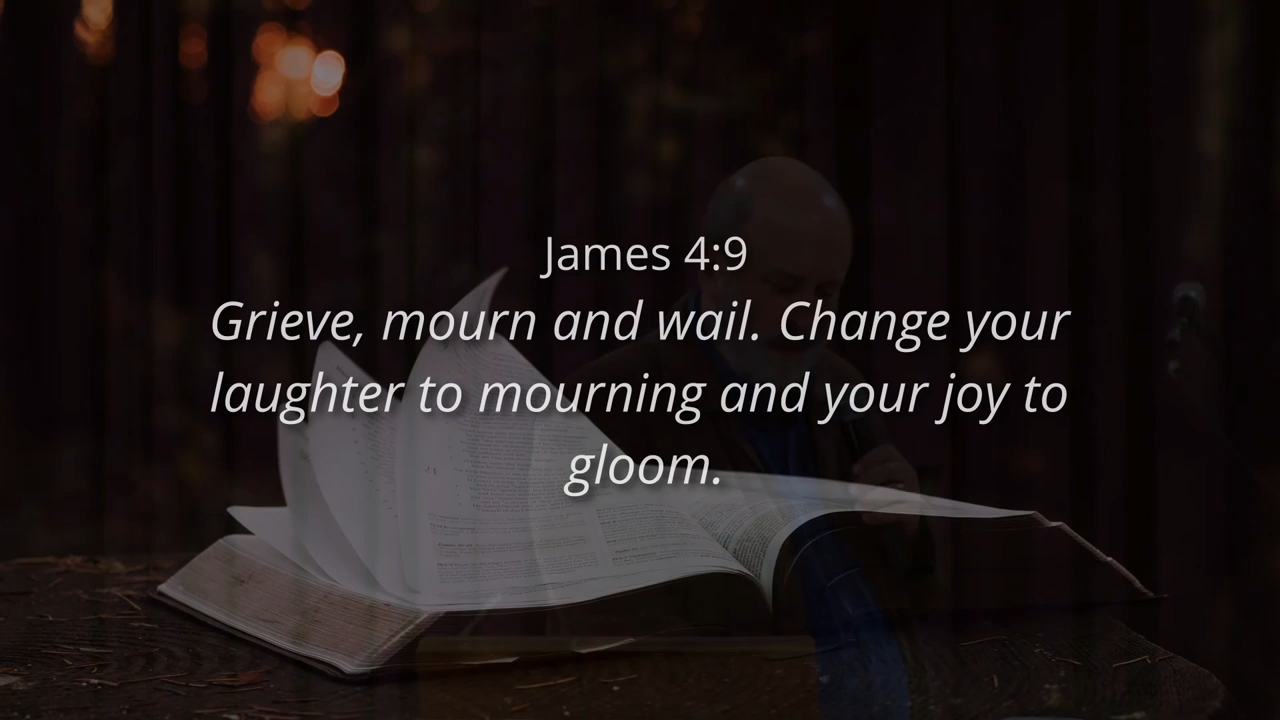 James 4:9
Grieve, mourn and wail. Change your
laughter to mourning and your joy to
gloom.